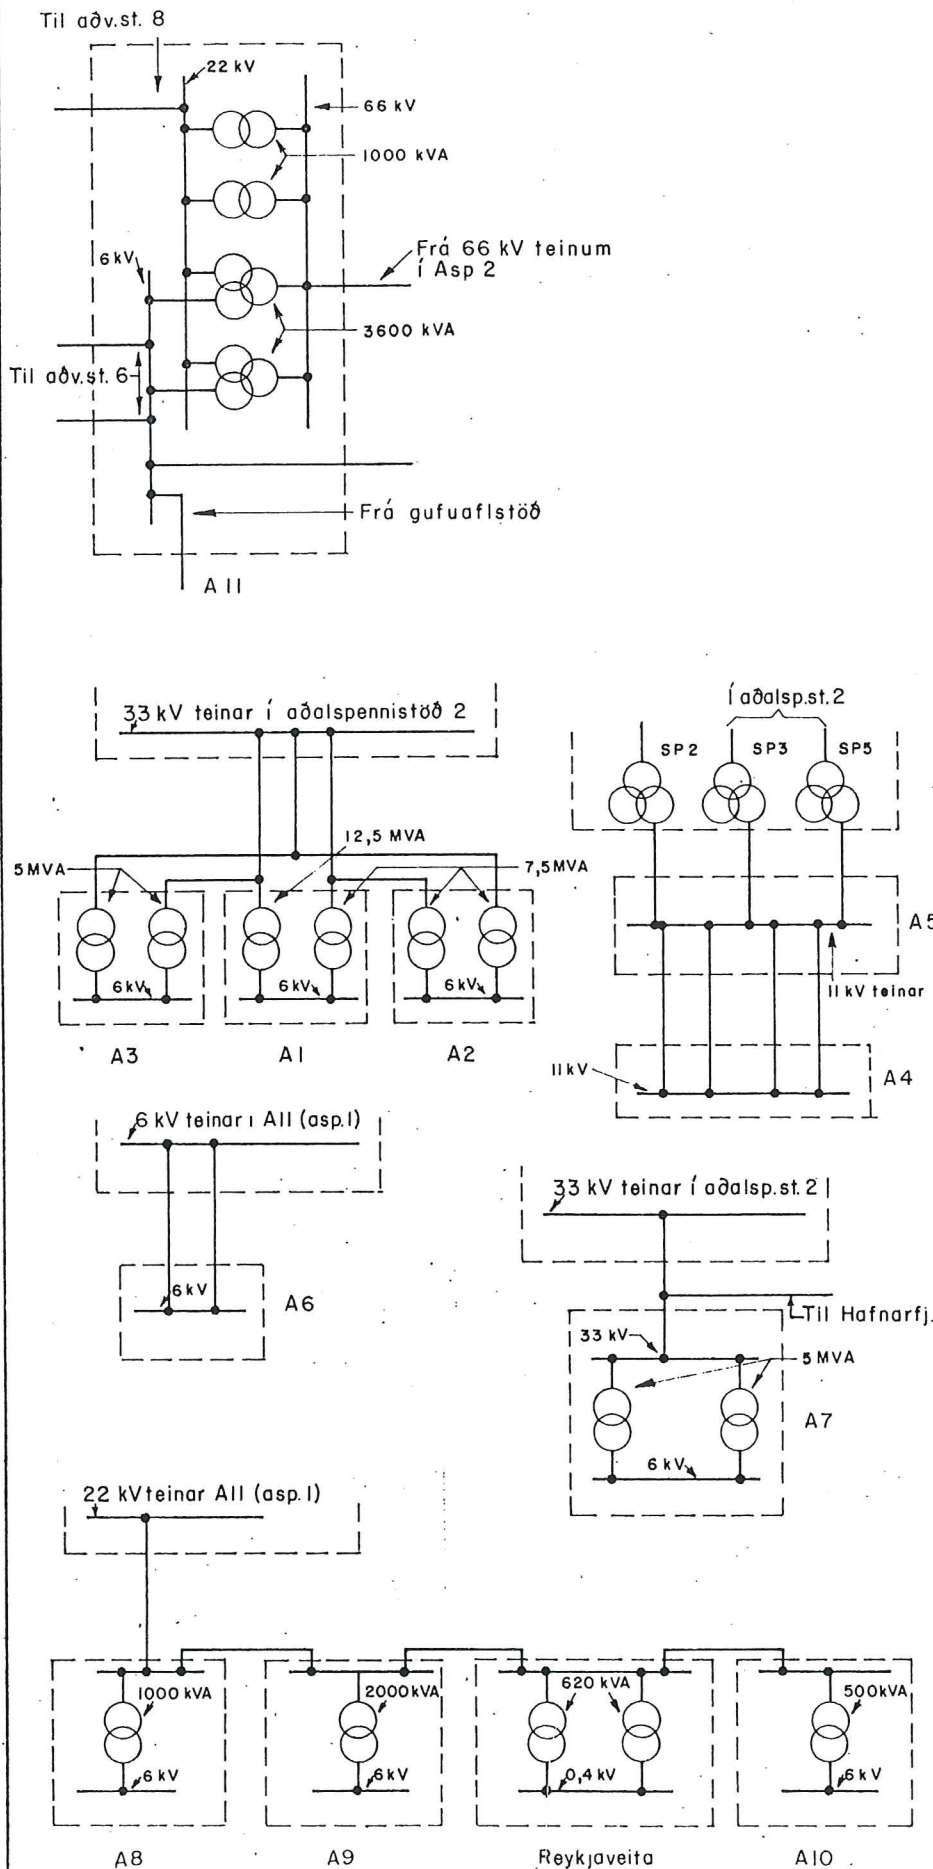 Til aðv.st. 8
22 kV
66 kV
1000 kVA
Frá 66 kV teinum
í Asp 2
6 kV
3600 kVA
Til aðv.st. 6
Frá gufuaflstöð
A 11
33 kV teinar í aðalspennistöð 2
12,5 MVA
5 MVA
7,5 MVA
6 kV
6 kV
6 kV
A3
A1
A2
Í aðalsp.st. 2
SP2
SP3
SP5
A5
11 kV teinar
11 kV
A4
6 kV teinar í A11 (asp.1)
6 kV
A6
33 kV teinar í aðalsp.st. 2
Til Hafnarfj.
33 kV
5 MVA
A7
6 kV
22 kV teinar A11 (asp.1)
1000 kVA
2000 kVA
620 kVA
500 kVA
6 kV
6 kV
0,4 kV
6 kV
A8
A9
Reykjaveita
A10